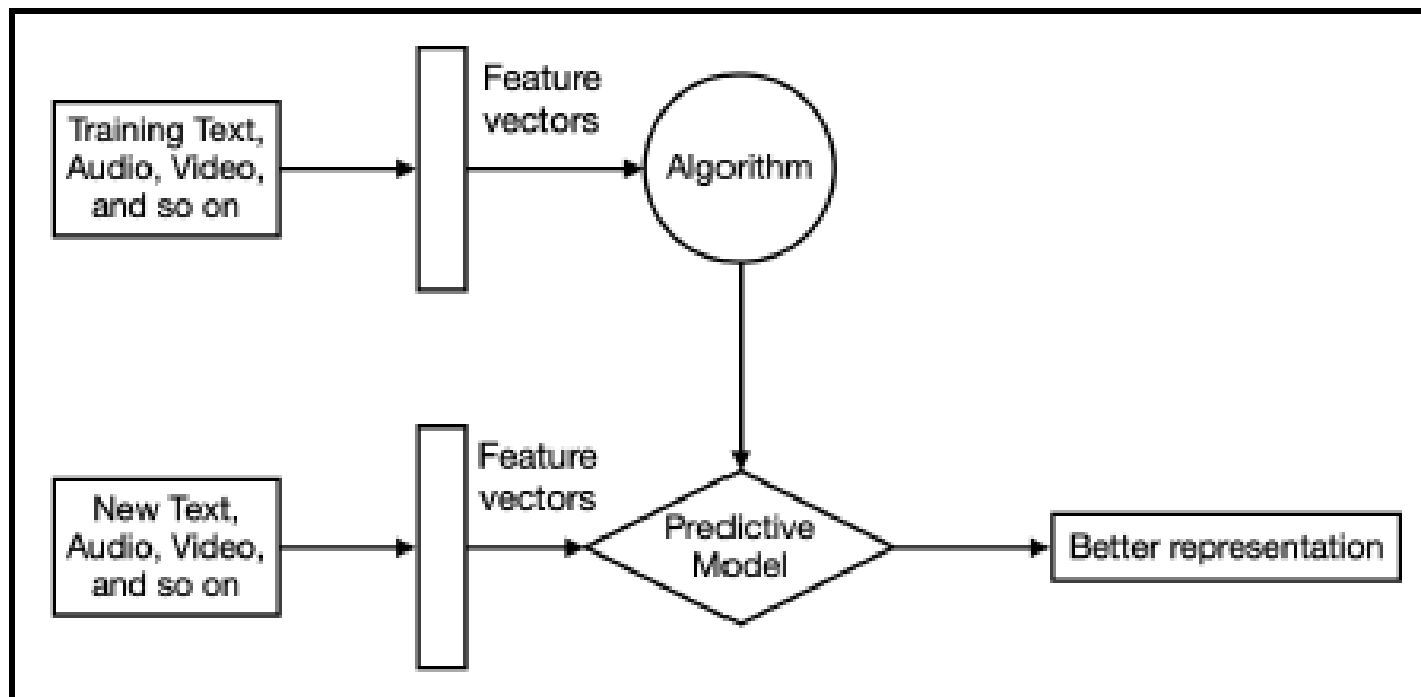 Training Text,
Audio, Video,
and so on
Feature
vectors
Algorithm
New Text,
Audio, Video,
and so on
Feature
vectors
Predictive
Model
Better representation